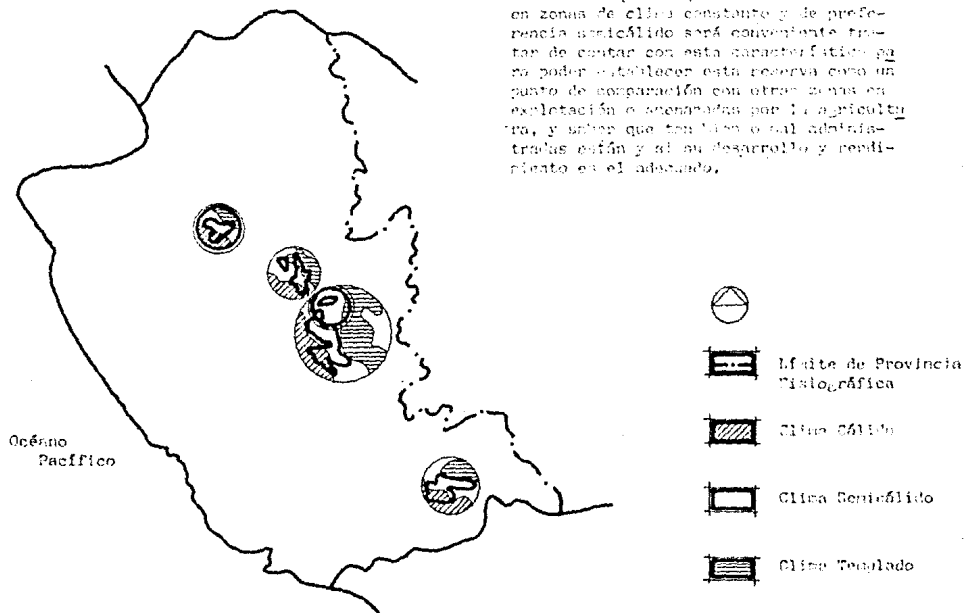 en zonas de clima constante y de prefe-
rencia semicálido será conveniente tra-
tar de contar con esta característica pa
ra poder establecer esta reserva como un
punto de comparación con otras zonas en
explotación o amenazadas por la agricultu
ra, y saber que tan bien o mal adminis-
tradas están y si su desarrollo y rendi-
miento es el adecuado.
Límite de Provincia
Fisiográfica
Clima Cálido
Océano
Pacífico
Clima Semicálido
Clima Templado